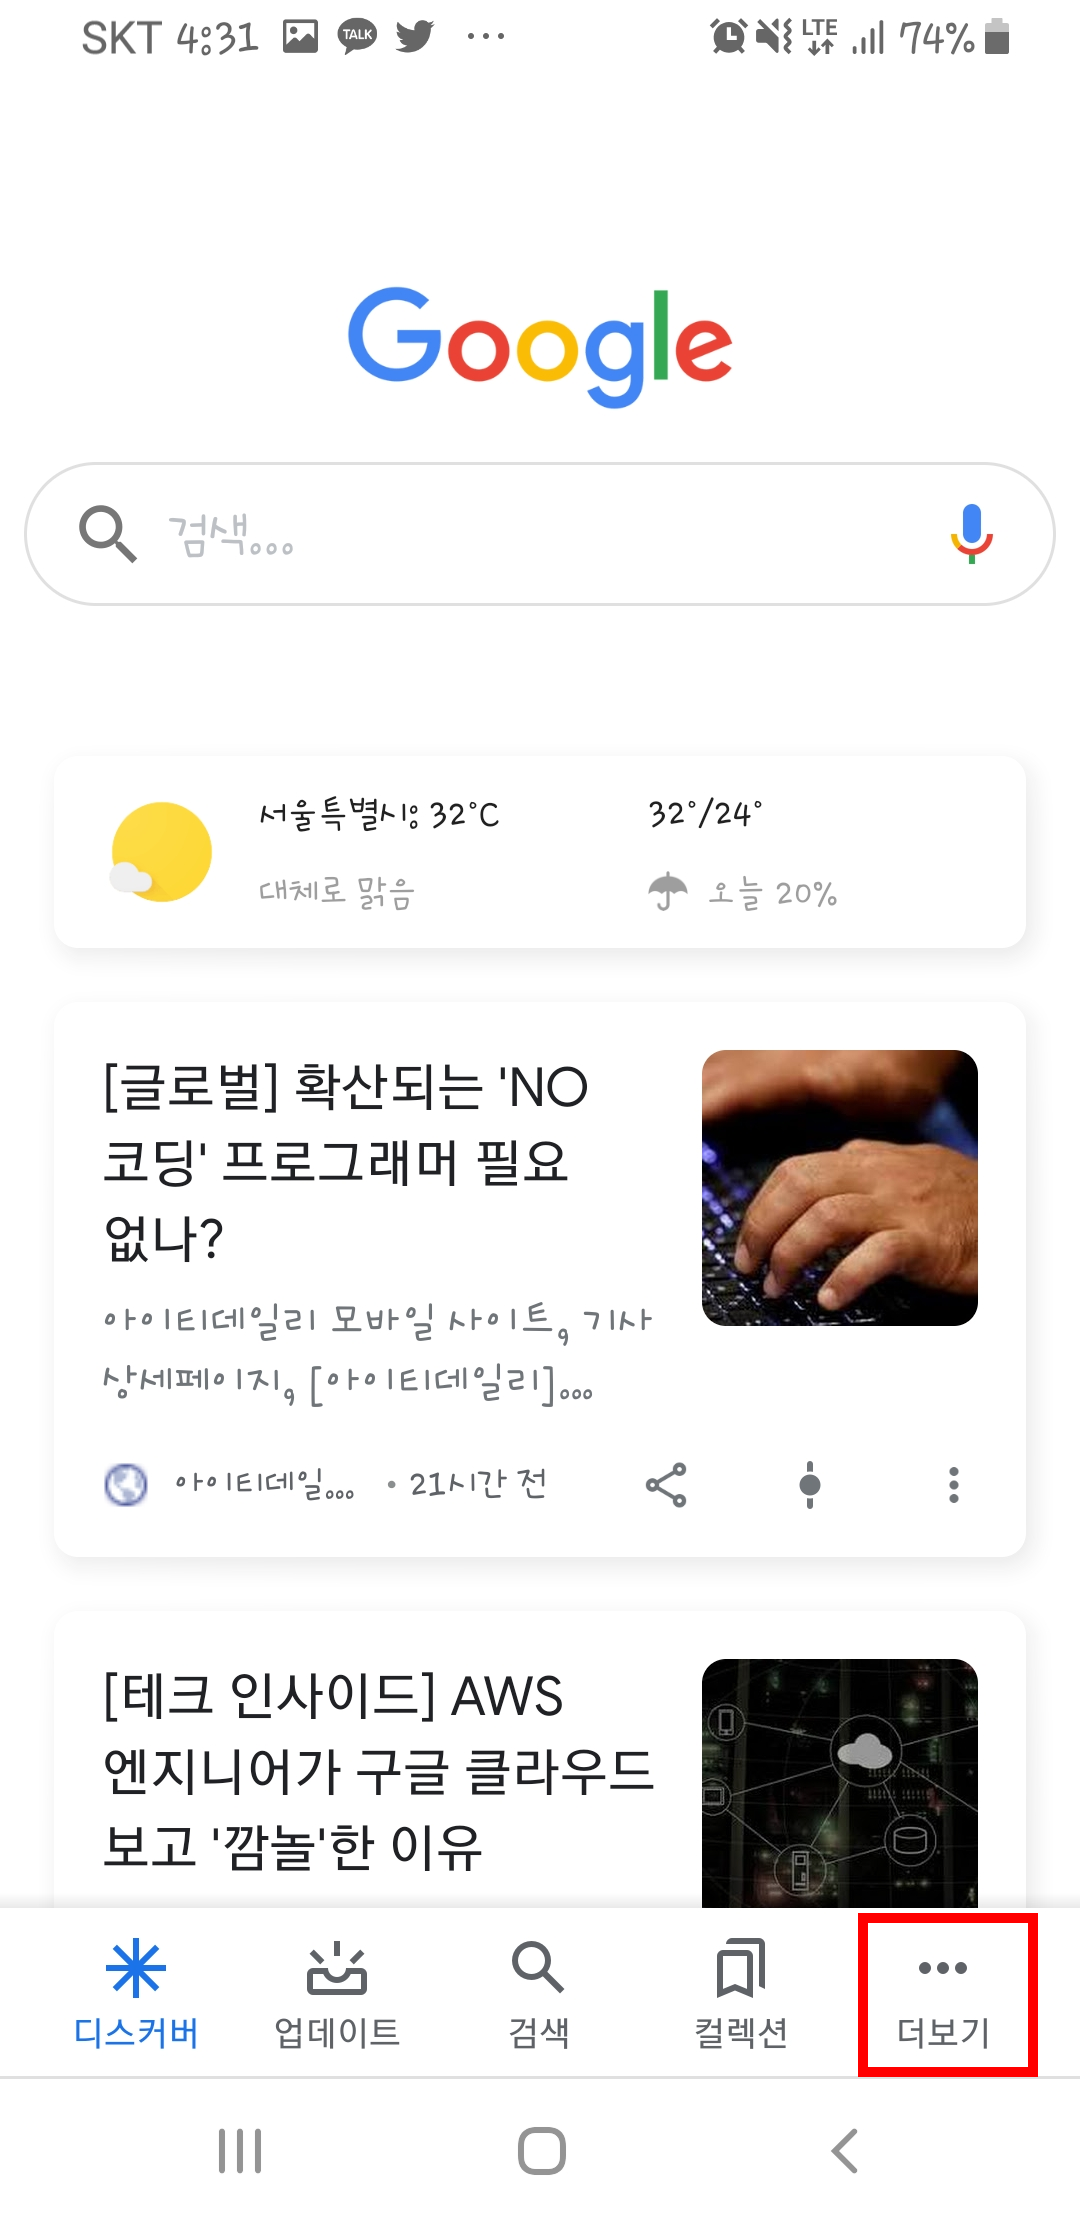 SKT 4:31 TALK ... LTE 74%
Google
검색...
서울특별시: 32°C 32°/24°
대체로 맑음 오늘 20%
[글로벌] 확산되는 'NO
코딩' 프로그래머 필요
없나?
아이티데일리 모바일 사이트, 기사
상세페이지, [아이티데일리]...
아이티데일... • 21시간 전
[테크 인사이드] AWS
엔지니어가 구글 클라우드
보고 '깜놀'한 이유
디스커버 업데이트 검색 컬렉션 더보기